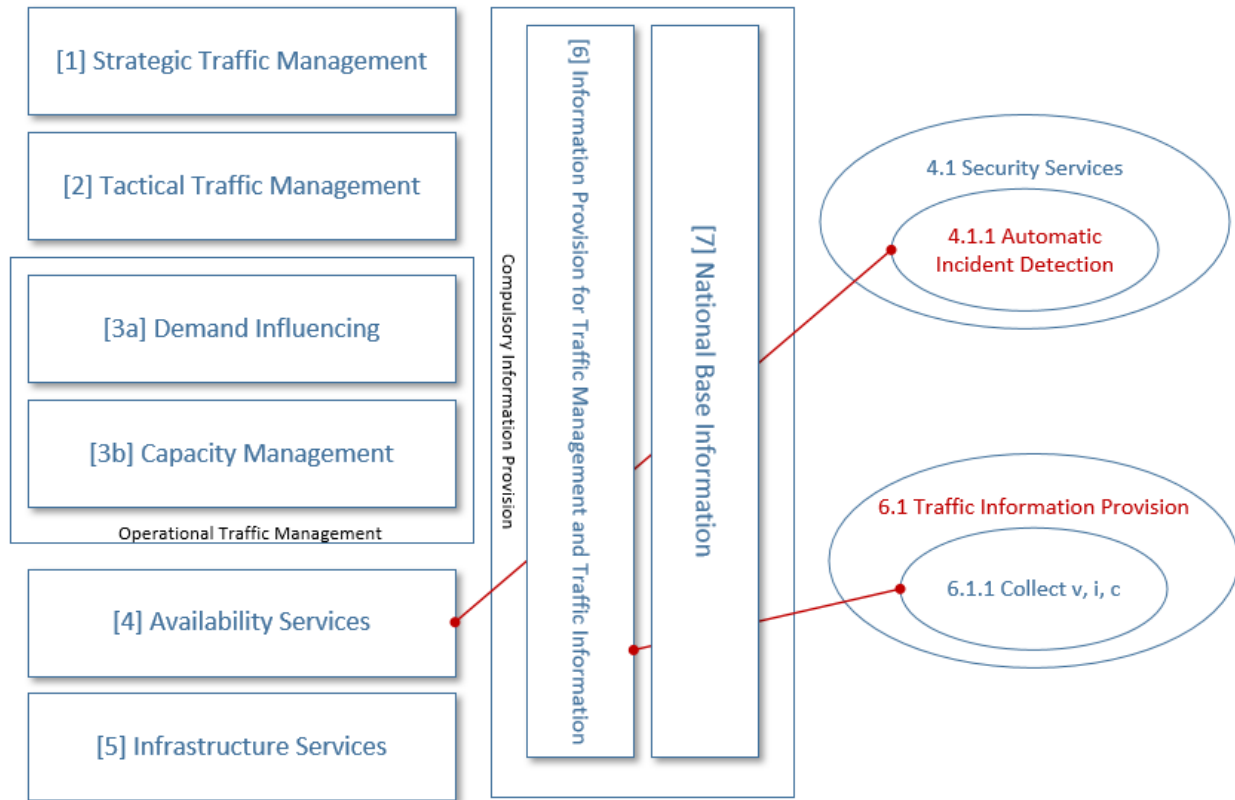 [1] Strategic Traffic Management
[2] Tactical Traffic Management
[3a] Demand Influencing
[3b] Capacity Management
Operational Traffic Management
[4] Availability Services
[5] Infrastructure Services
Compulsory Information Provision
[6] Information Provision for Traffic Management and Traffic Information
[7] National Base Information
4.1 Security Services
4.1.1 Automatic
Incident Detection
6.1 Traffic Information Provision
6.1.1 Collect v, i, c